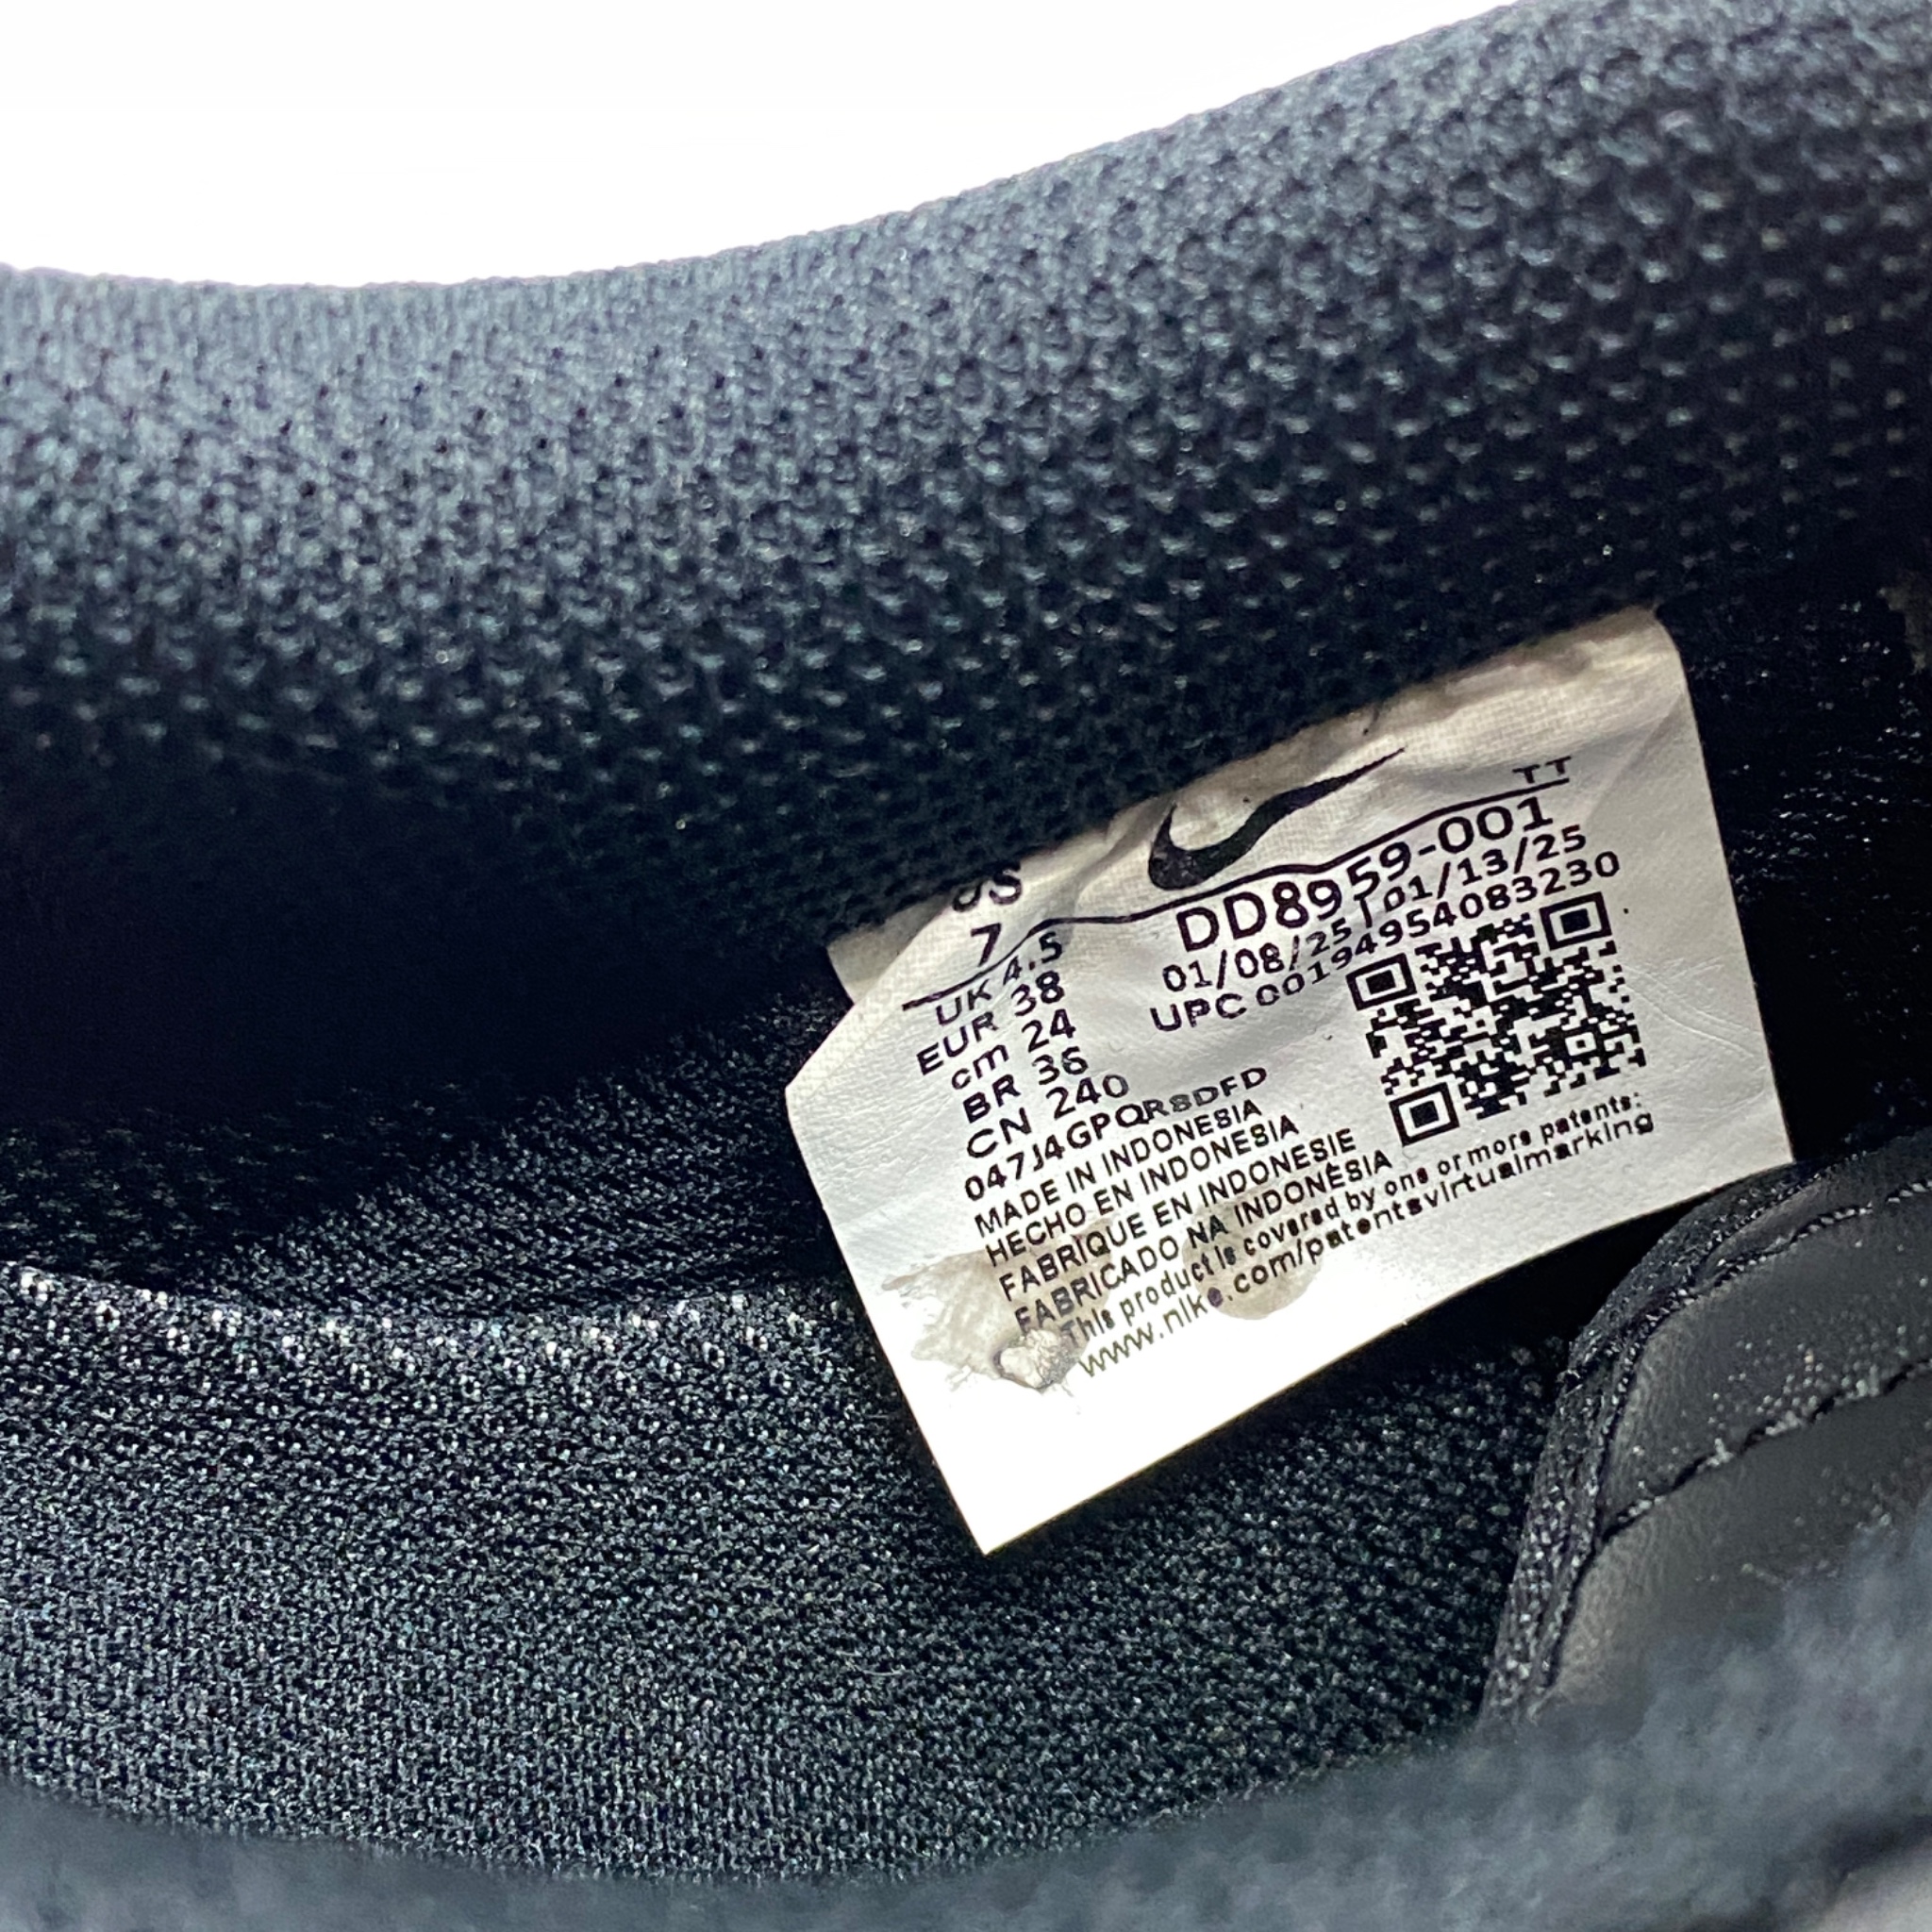 TT
US
7
DD8959-001
01/08/25 | 01/13/25
UPC 00194954083230
UK 4.5
EUR 38
cm 24
BR 36
CN 240
047J4GPQRSDFD
MADE IN INDONESIA
HECHO EN INDONESIA
FABRIQUE EN INDONESIE
FABRICADO NA INDONÉSIA
This product is covered by one or more patents:
www.nike.com/patentsvirtualmarking